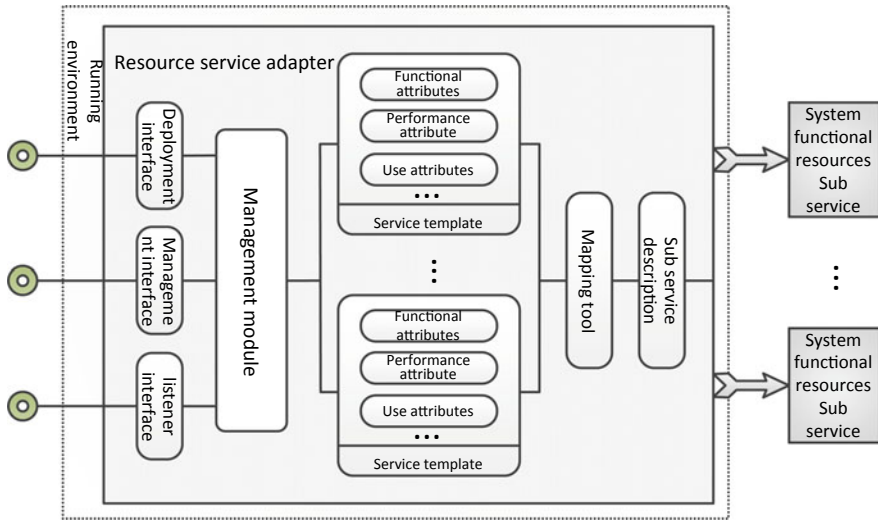 Running
environment
Resource service adapter
Deployment
interface
Manageme
nt interface
listener
interface
Management module
Functional
attributes
Performance
attribute
Use attributes
...
Service template
...
Functional
attributes
Performance
attribute
Use attributes
...
Service template
Mapping tool
Sub service
description
System
functional
resources
Sub
service
...
System
functional
resources
Sub
service